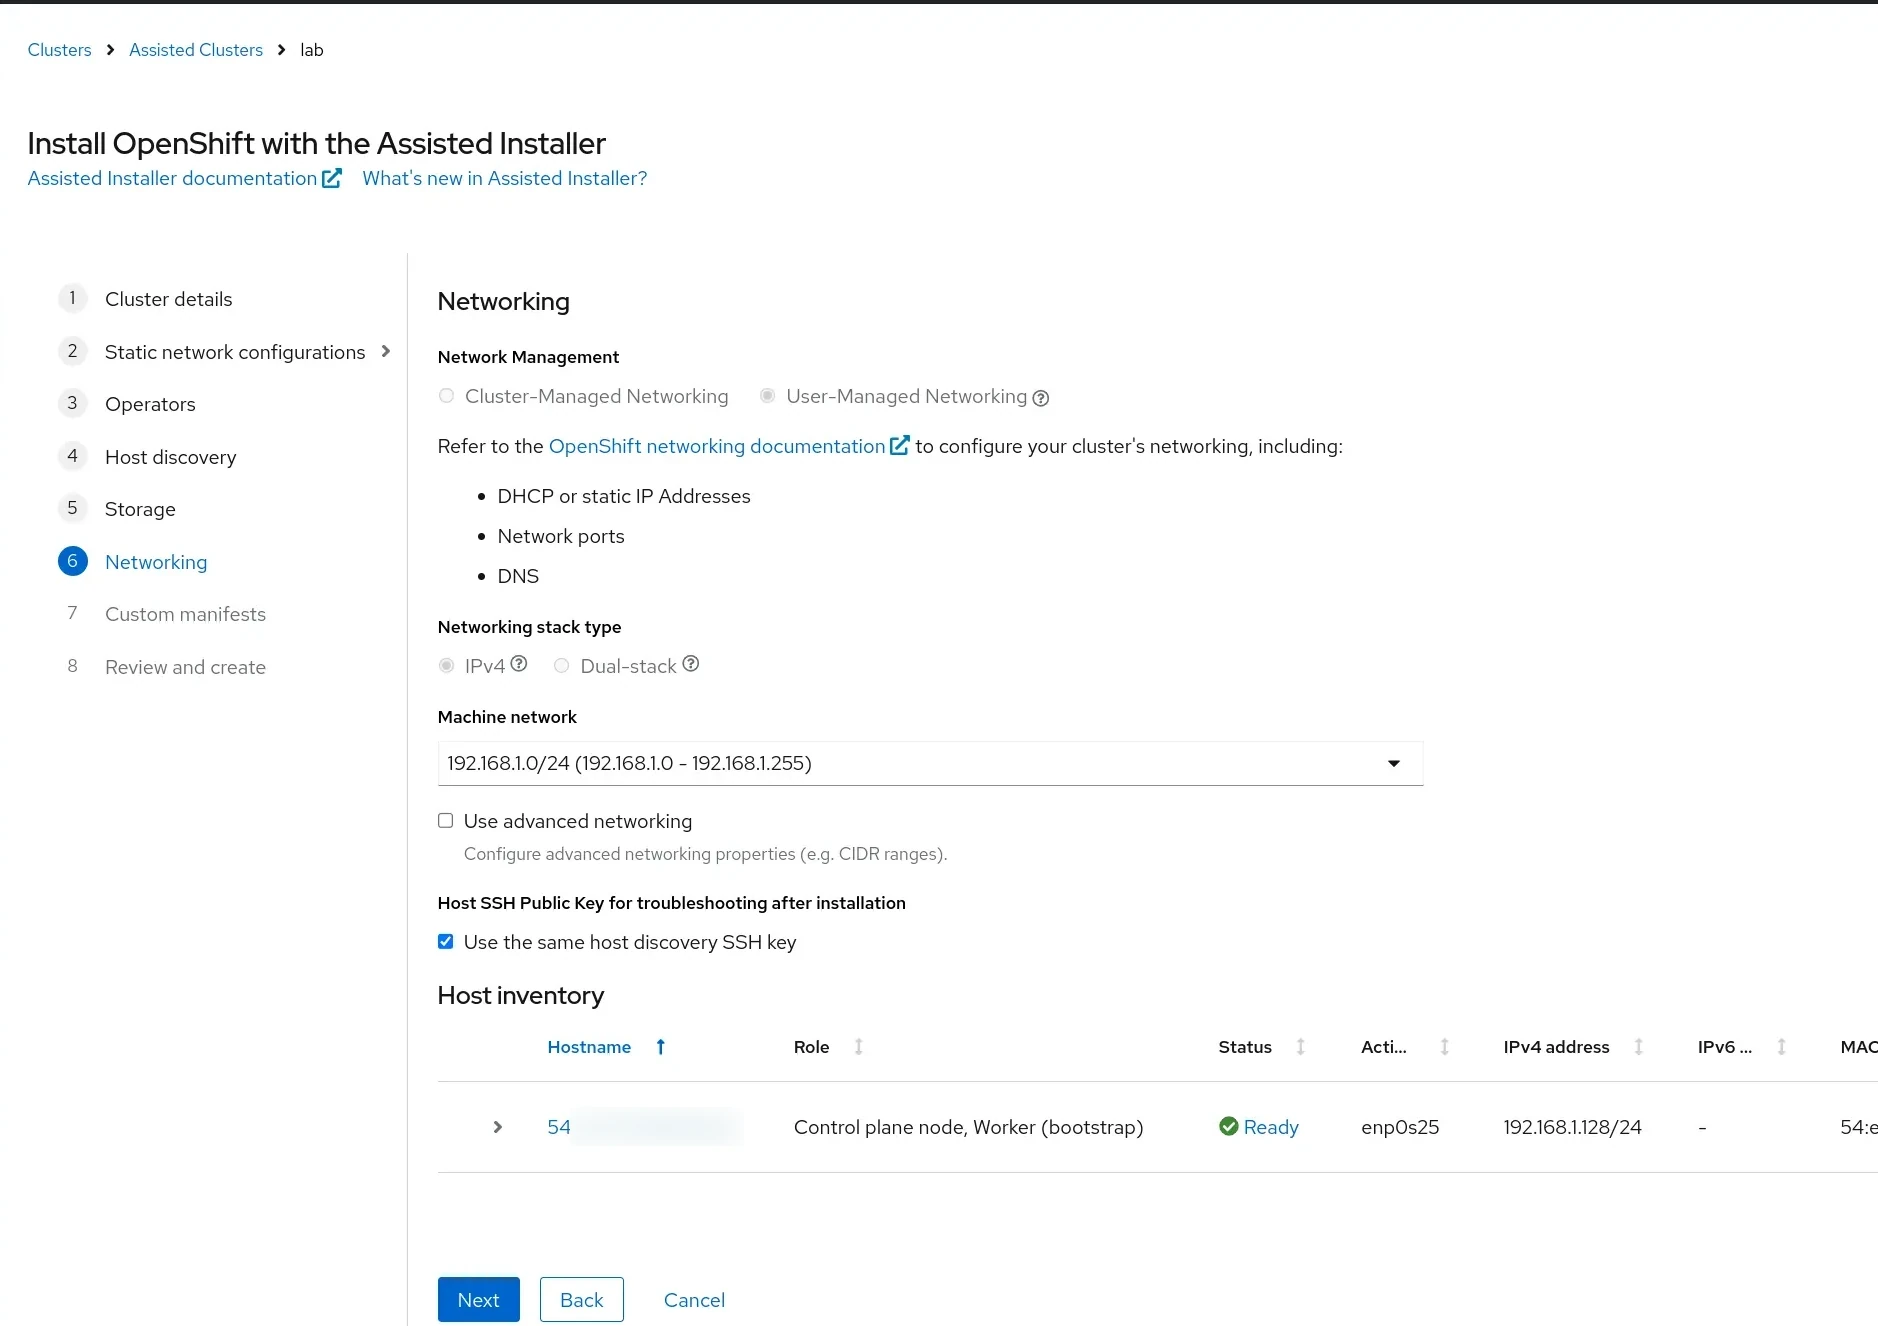 Clusters > Assisted Clusters > lab
Install OpenShift with the Assisted Installer
Assisted Installer documentation What's new in Assisted Installer?
1 Cluster details
2 Static network configurations
3 Operators
4 Host discovery
5 Storage
6 Networking
7 Custom manifests
8 Review and create
Networking
Network Management
Cluster-Managed Networking User-Managed Networking
Refer to the OpenShift networking documentation to configure your cluster's networking, including:
• DHCP or static IP Addresses
• Network ports
• DNS
Networking stack type
IPv4 Dual-stack
Machine network
192.168.1.0/24 (192.168.1.0 - 192.168.1.255)
Use advanced networking
Configure advanced networking properties (e.g. CIDR ranges).
Host SSH Public Key for troubleshooting after installation
Use the same host discovery SSH key
Host inventory
Hostname Role Status Acti... IPv4 address IPv6 ... MAC
54 Control plane node, Worker (bootstrap) Ready enp0s25 192.168.1.128/24 - 54:e
Next Back Cancel